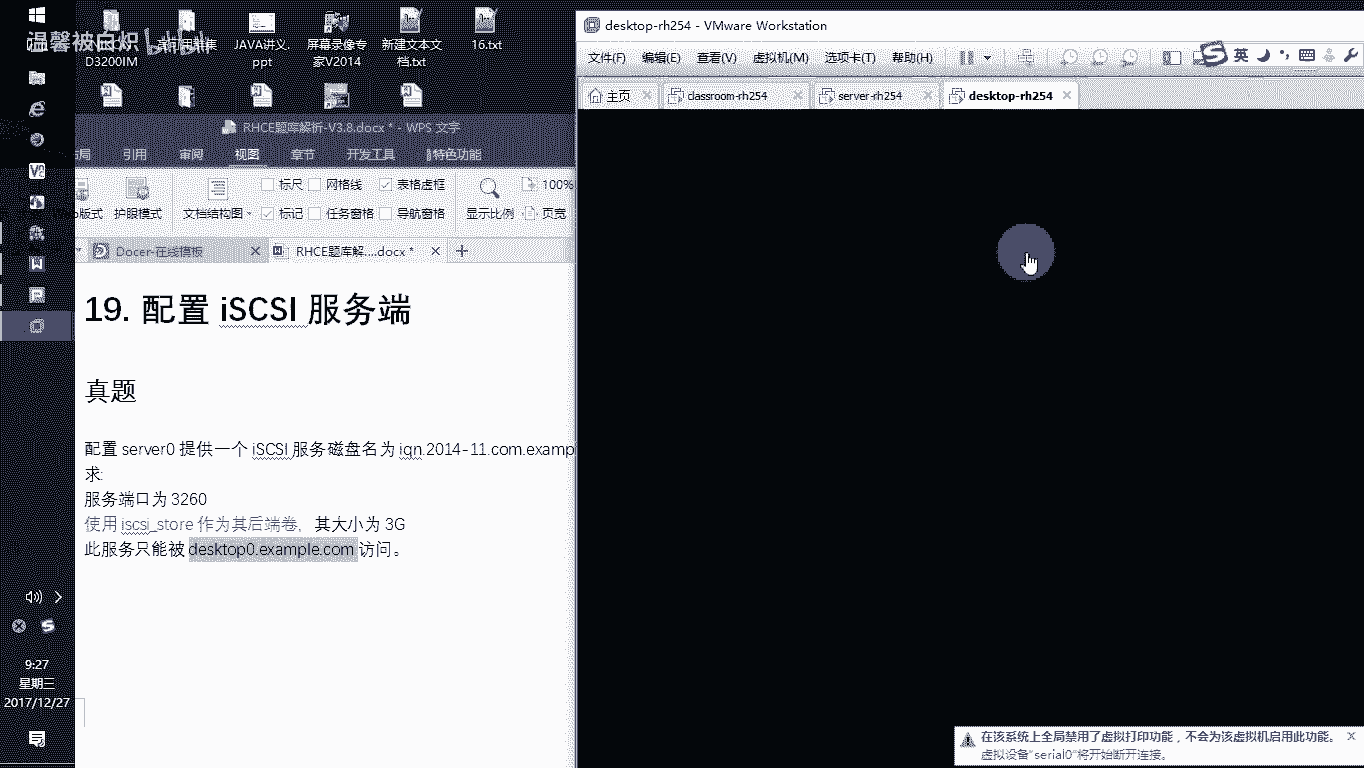 温馨被白炽
D3200IM
JAVA讲义.ppt
屏幕录像专家V2014
新建文本文档.txt
16.txt
RHCE题库解析-V3.8.docx * - WPS 文字
引用 审阅 视图 章节 开发工具 特色功能
标尺 网格线 表格虚框 100%
版式 护眼模式 文档结构图 标记 任务窗格 导航窗格 显示比例 页宽
Docer-在线模板
RHCE题库解....docx *
19. 配置 iSCSI 服务端
真题
配置 server0 提供一个 iSCSI 服务磁盘名为 iqn.2014-11.com.examp
求:
服务端口为 3260
使用 iscsi_store 作为其后端卷，其大小为 3G
此服务只能被 desktop0.example.com 访问。
9:27
星期三
2017/12/27
desktop-rh254 - VMware Workstation
文件(F) 编辑(E) 查看(V) 虚拟机(M) 选项卡(T) 帮助(H)
英
主页 classroom-rh254 server-rh254 desktop-rh254
在该系统上全局禁用了虚拟打印功能，不会为该虚拟机启用此功能。
虚拟设备“serial0”将开始断开连接。